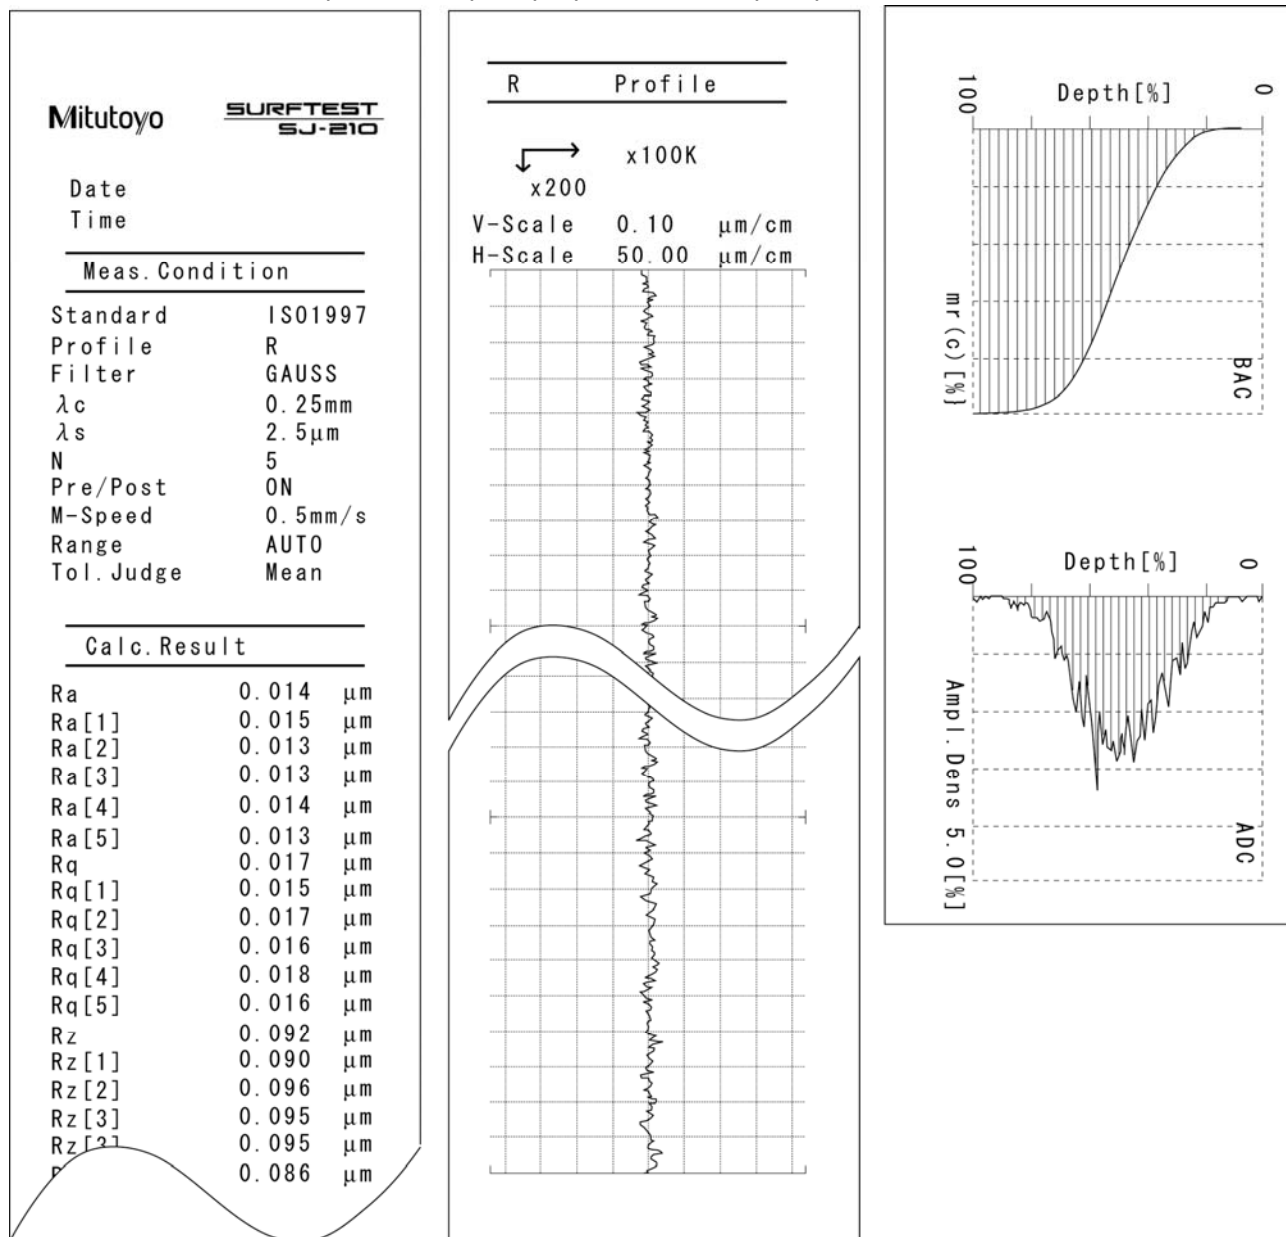 Mitutoyo SURFTEST
SJ-210
Date
Time
Meas.Condition
Standard ISO1997
Profile R
Filter GAUSS
λc 0.25mm
λs 2.5μm
N 5
Pre/Post ON
M-Speed 0.5mm/s
Range AUTO
Tol.Judge Mean
Calc.Result
Ra 0.014 μm
Ra[1] 0.015 μm
Ra[2] 0.013 μm
Ra[3] 0.013 μm
Ra[4] 0.014 μm
Ra[5] 0.013 μm
Rq 0.017 μm
Rq[1] 0.015 μm
Rq[2] 0.017 μm
Rq[3] 0.016 μm
Rq[4] 0.018 μm
Rq[5] 0.016 μm
Rz 0.092 μm
Rz[1] 0.090 μm
Rz[2] 0.096 μm
Rz[3] 0.095 μm
Rz[3] 0.095 μm
0.086 μm
R Profile
x100K
x200
V-Scale 0.10 μm/cm
H-Scale 50.00 μm/cm
100 Depth[%] 0
mr(c)[%]
BAC
100 Depth[%] 0
Ampl.Dens 5.0[%]
ADC